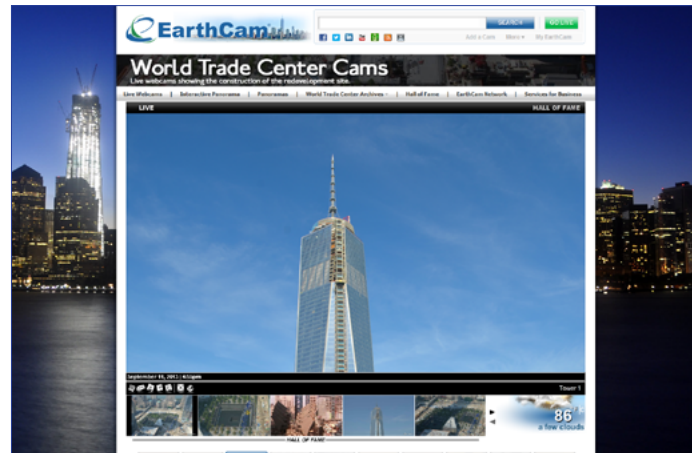 EarthCam
SEARCH
GO LIVE
Add a Cam More My EarthCam
World Trade Center Cams
Live webcams showing the construction of the redevelopment site.
Live Webcams | Interactive Panorama | Panoramas | World Trade Center Archives | Hall of Fame | EarthCam Network | Services for Business
LIVE
HALL OF FAME
Tower 1
86
a few clouds
HALL OF FAME